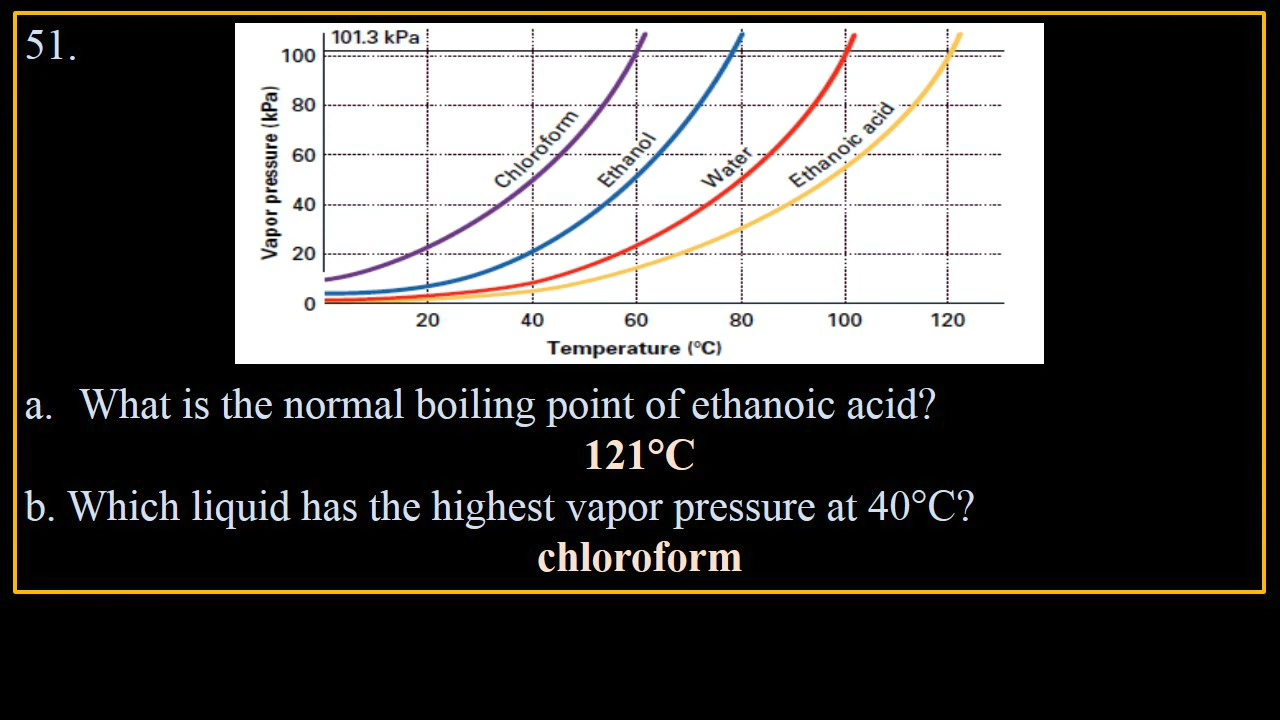 51.
101.3 kPa
100
80
60
40
20
0
Vapor pressure (kPa)
Chloroform
Ethanol
Water
Ethanoic acid
20 40 60 80 100 120
Temperature (°C)
a. What is the normal boiling point of ethanoic acid?
121°C
b. Which liquid has the highest vapor pressure at 40°C?
chloroform